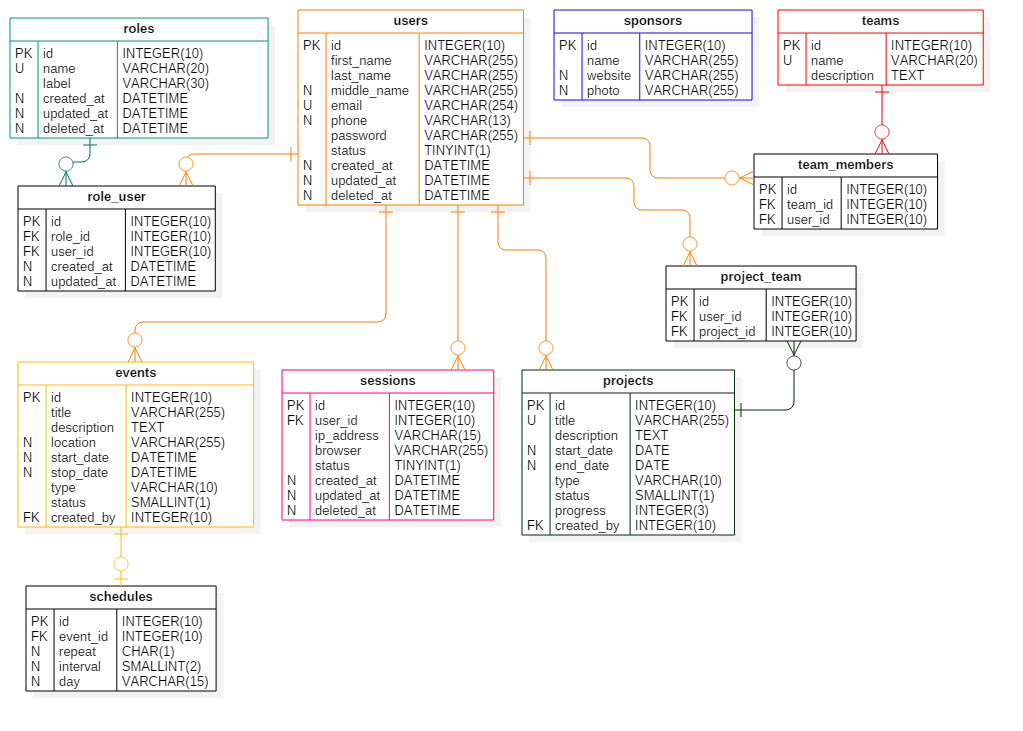 roles
PK id INTEGER(10)
U name VARCHAR(20)
label VARCHAR(30)
N created_at DATETIME
N updated_at DATETIME
N deleted_at DATETIME
users
PK id INTEGER(10)
first_name VARCHAR(255)
last_name VARCHAR(255)
N middle_name VARCHAR(255)
U email VARCHAR(254)
N phone VARCHAR(13)
password VARCHAR(255)
status TINYINT(1)
N created_at DATETIME
N updated_at DATETIME
N deleted_at DATETIME
sponsors
PK id INTEGER(10)
name VARCHAR(255)
N website VARCHAR(255)
N photo VARCHAR(255)
teams
PK id INTEGER(10)
U name VARCHAR(20)
description TEXT
role_user
PK id INTEGER(10)
FK role_id INTEGER(10)
FK user_id INTEGER(10)
N created_at DATETIME
N updated_at DATETIME
team_members
PK id INTEGER(10)
FK team_id INTEGER(10)
FK user_id INTEGER(10)
project_team
PK id INTEGER(10)
FK user_id INTEGER(10)
FK project_id INTEGER(10)
events
PK id INTEGER(10)
title VARCHAR(255)
description TEXT
N location VARCHAR(255)
N start_date DATETIME
N stop_date DATETIME
type VARCHAR(10)
status SMALLINT(1)
FK created_by INTEGER(10)
sessions
PK id INTEGER(10)
FK user_id INTEGER(10)
ip_address VARCHAR(15)
browser VARCHAR(255)
status TINYINT(1)
N created_at DATETIME
N updated_at DATETIME
N deleted_at DATETIME
projects
PK id INTEGER(10)
U title VARCHAR(255)
description TEXT
N start_date DATE
N end_date DATE
type VARCHAR(10)
status SMALLINT(1)
progress INTEGER(3)
FK created_by INTEGER(10)
schedules
PK id INTEGER(10)
FK event_id INTEGER(10)
N repeat CHAR(1)
N interval SMALLINT(2)
N day VARCHAR(15)